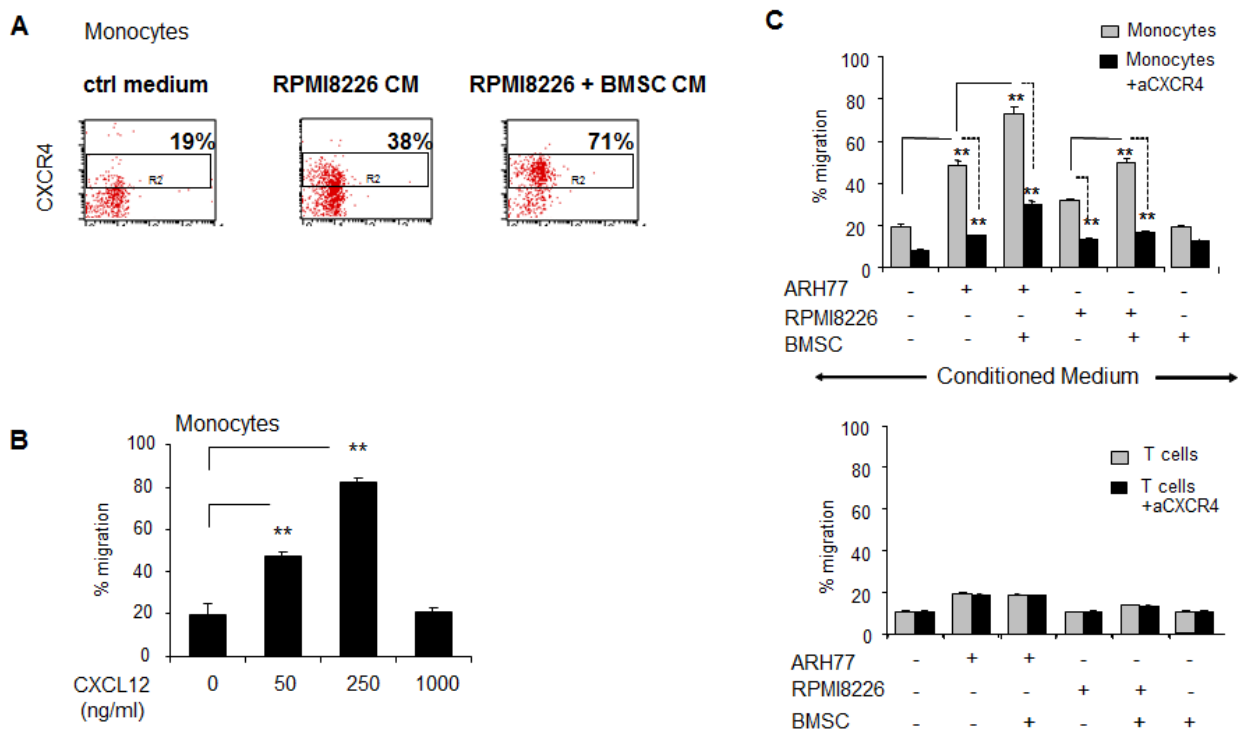 A
Monocytes
ctrl medium RPMI8226 CM RPMI8226 + BMSC CM
19% 38% 71%
CXCR4
R2 R2 R2
B
Monocytes
**
**
% migration
100
80
60
40
20
0
CXCL12 0 50 250 1000
(ng/ml)
C
Monocytes
Monocytes
+aCXCR4
% migration
100
80
60
40
20
0
** ** ** ** ** ** ** **
ARH77 - + + - - -
RPMI8226 - - - + + -
BMSC - - + - + +
Conditioned Medium
T cells
T cells
+aCXCR4
% migration
100
80
60
40
20
0
ARH77 - + + - - -
RPMI8226 - - - + + -
BMSC - - + - + +